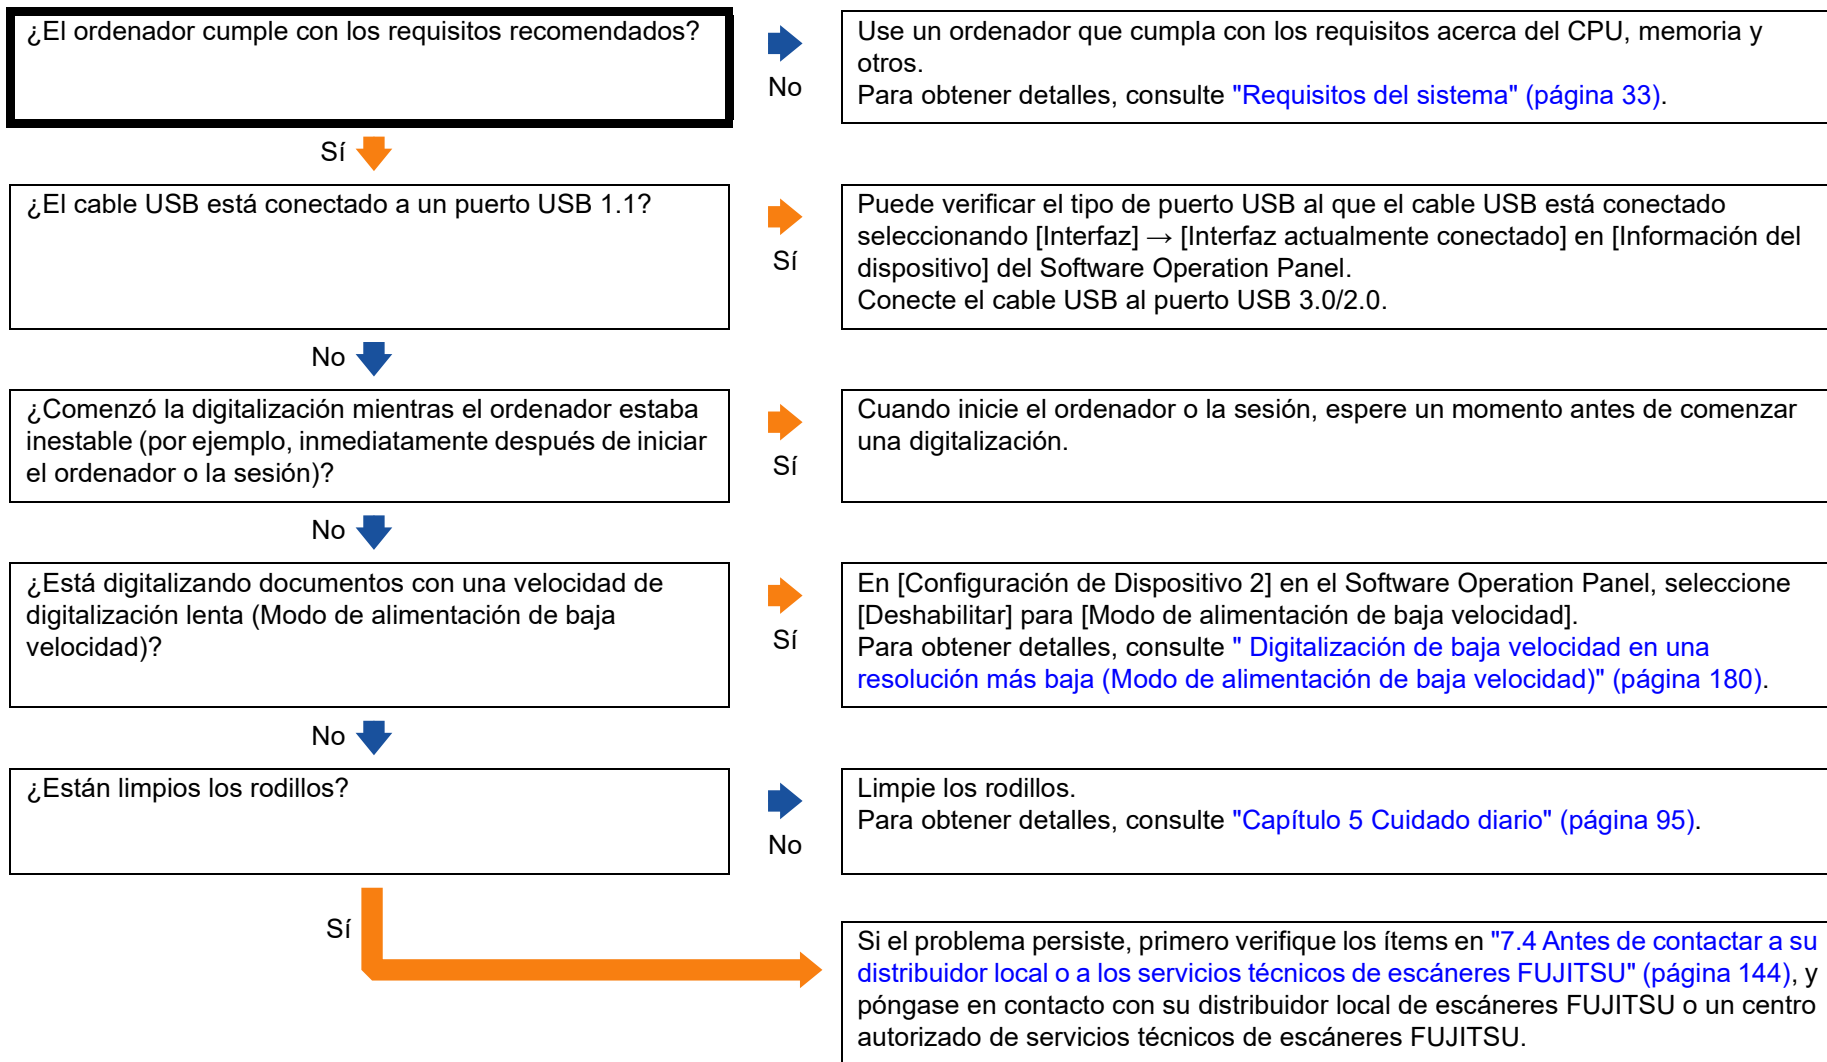 ¿El ordenador cumple con los requisitos recomendados?
No
Use un ordenador que cumpla con los requisitos acerca del CPU, memoria y
otros.
Para obtener detalles, consulte "Requisitos del sistema" (página 33).
Sí
¿El cable USB está conectado a un puerto USB 1.1?
Sí
Puede verificar el tipo de puerto USB al que el cable USB está conectado
seleccionando [Interfaz] → [Interfaz actualmente conectado] en [Información del
dispositivo] del Software Operation Panel.
Conecte el cable USB al puerto USB 3.0/2.0.
No
¿Comenzó la digitalización mientras el ordenador estaba
inestable (por ejemplo, inmediatamente después de iniciar
el ordenador o la sesión)?
Sí
Cuando inicie el ordenador o la sesión, espere un momento antes de comenzar
una digitalización.
No
¿Está digitalizando documentos con una velocidad de
digitalización lenta (Modo de alimentación de baja
velocidad)?
Sí
En [Configuración de Dispositivo 2] en el Software Operation Panel, seleccione
[Deshabilitar] para [Modo de alimentación de baja velocidad].
Para obtener detalles, consulte " Digitalización de baja velocidad en una
resolución más baja (Modo de alimentación de baja velocidad)" (página 180).
No
¿Están limpios los rodillos?
No
Limpie los rodillos.
Para obtener detalles, consulte "Capítulo 5 Cuidado diario" (página 95).
Sí
Si el problema persiste, primero verifique los ítems en "7.4 Antes de contactar a su
distribuidor local o a los servicios técnicos de escáneres FUJITSU" (página 144), y
póngase en contacto con su distribuidor local de escáneres FUJITSU o un centro
autorizado de servicios técnicos de escáneres FUJITSU.